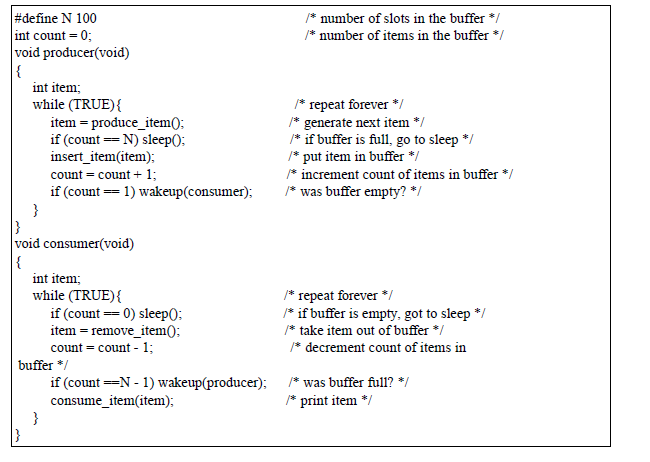 #define N 100 /* number of slots in the buffer */
int count = 0; /* number of items in the buffer */
void producer(void)
{
int item;
while (TRUE){ /* repeat forever */
item = produce_item(); /* generate next item */
if (count == N) sleep(); /* if buffer is full, go to sleep */
insert_item(item); /* put item in buffer */
count = count + 1; /* increment count of items in buffer */
if (count == 1) wakeup(consumer); /* was buffer empty? */
}
}
void consumer(void)
{
int item;
while (TRUE){ /* repeat forever */
if (count == 0) sleep(); /* if buffer is empty, got to sleep */
item = remove_item(); /* take item out of buffer */
count = count - 1; /* decrement count of items in
buffer */
if (count ==N - 1) wakeup(producer); /* was buffer full? */
consume_item(item); /* print item */
}
}